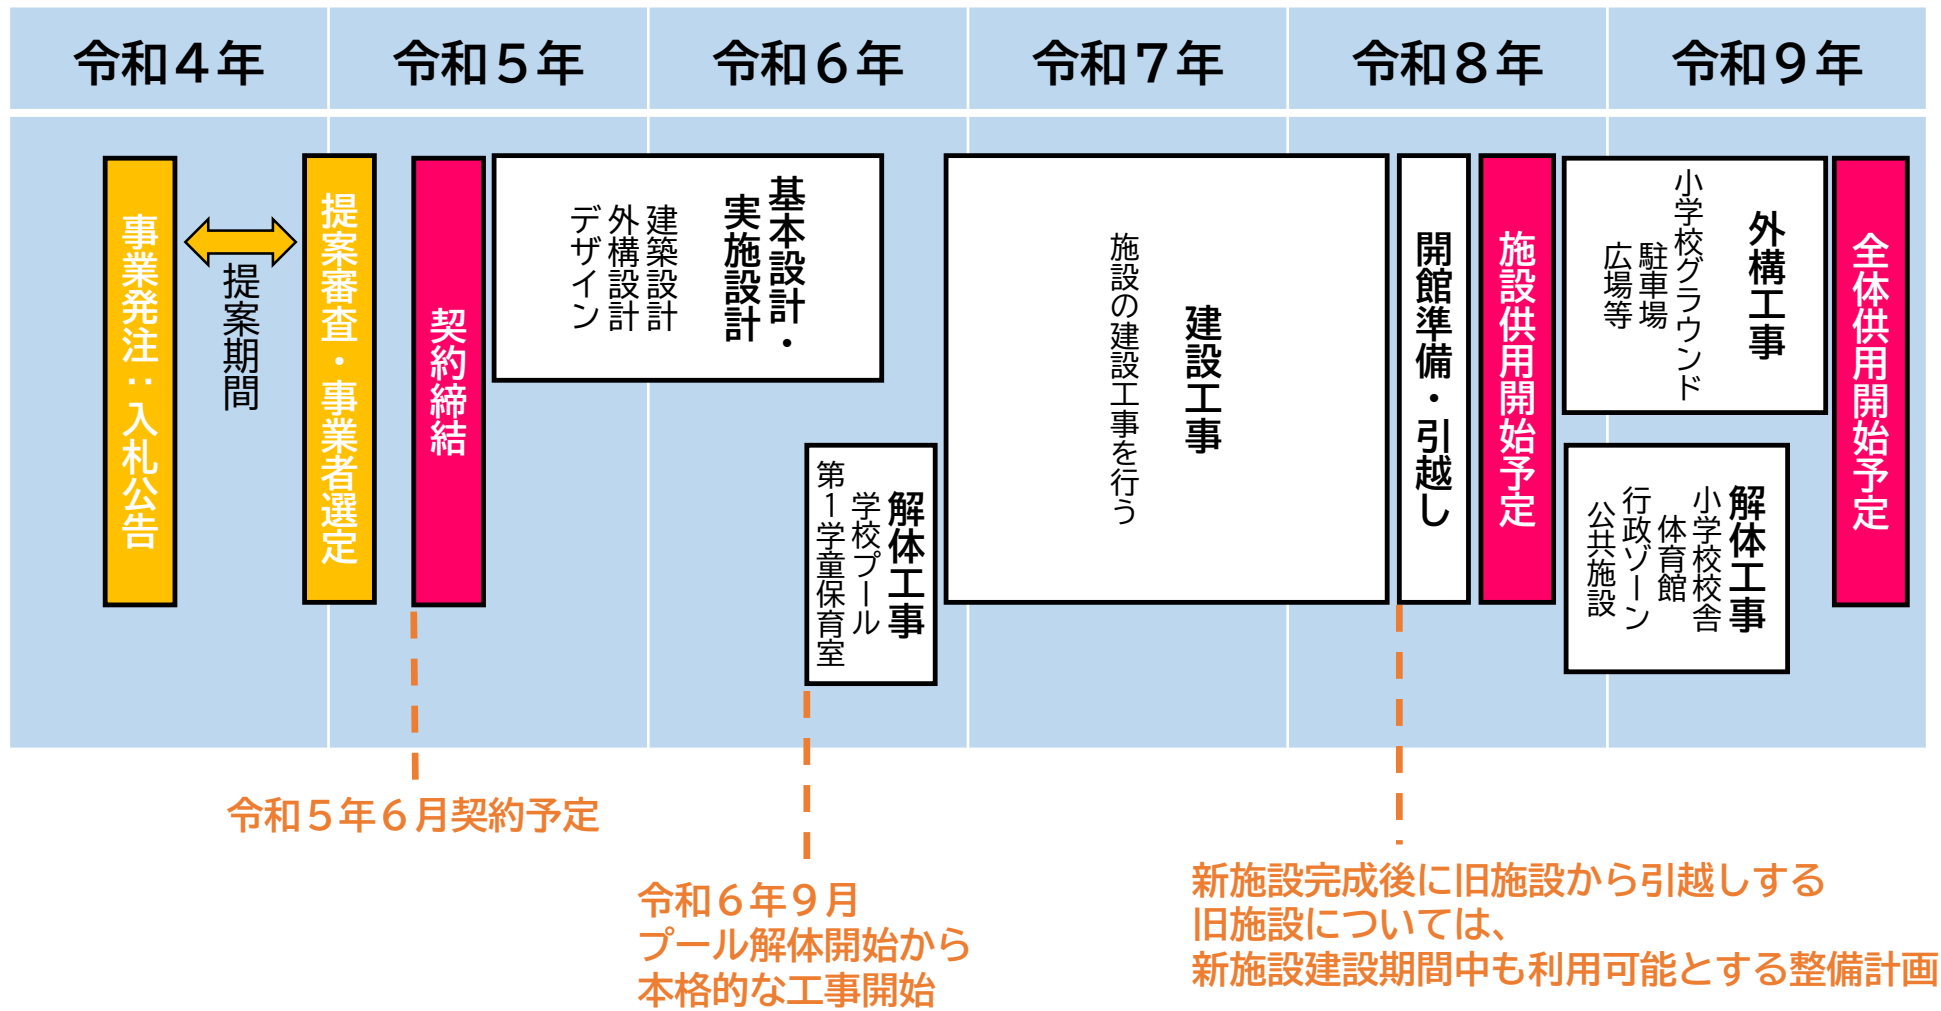 令和４年
令和５年
令和６年
令和７年
令和８年
令和９年
事業発注：入札公告
提案期間
提案審査・事業者選定
契約締結
基本設計・
実施設計
建築設計
外構設計
デザイン
解体工事
学校プール
第１学童保育室
建設工事
施設の建設工事を行う
開館準備・引越し
施設供用開始予定
外構工事
小学校グラウンド
駐車場
広場等
解体工事
小学校校舎
体育館
行政ゾーン
公共施設
全体供用開始予定
令和５年６月契約予定
令和６年９月
プール解体開始から
本格的な工事開始
新施設完成後に旧施設から引越しする
旧施設については、
新施設建設期間中も利用可能とする整備計画